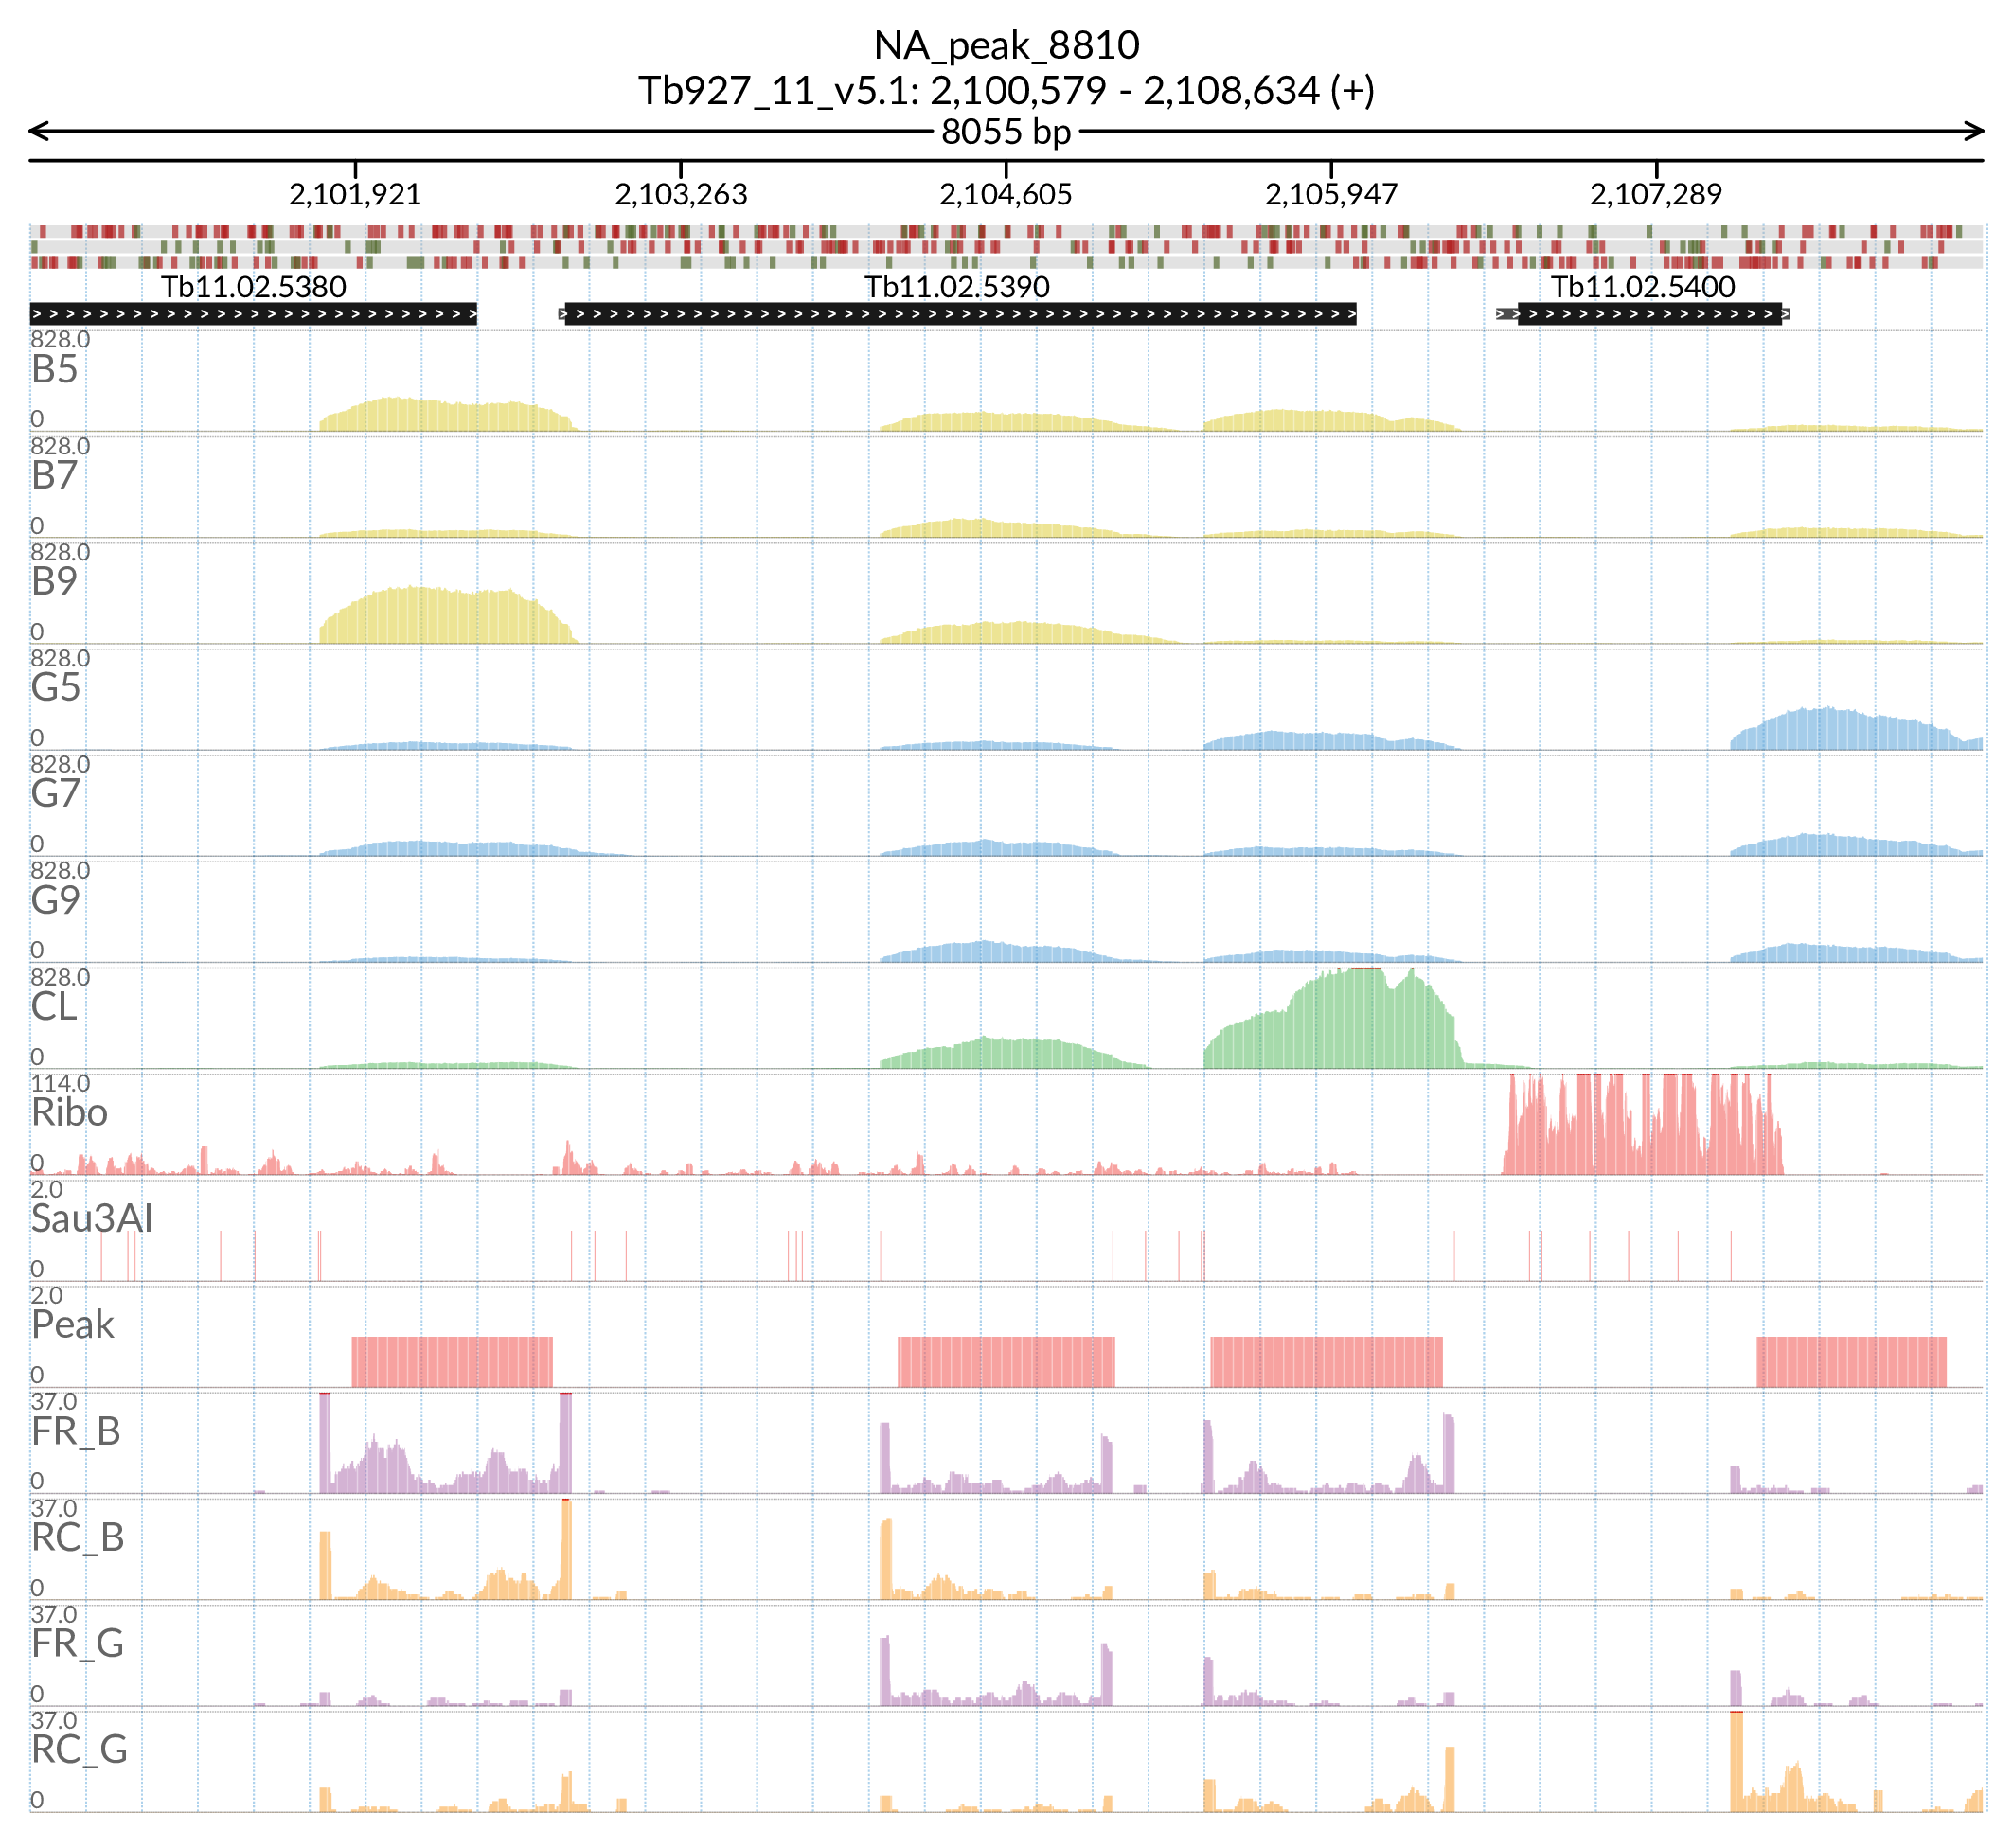 NA_peak_8810
Tb927_11_v5.1: 2,100,579 - 2,108,634 (+)
8055 bp
2,101,921 2,103,263 2,104,605 2,105,947 2,107,289
Tb11.02.5380 Tb11.02.5390 Tb11.02.5400
828.0
B5
0
828.0
B7
0
828.0
B9
0
828.0
G5
0
828.0
G7
0
828.0
G9
0
828.0
CL
0
114.0
Ribo
0
2.0
Sau3AI
0
2.0
Peak
0
37.0
FR_B
0
37.0
RC_B
0
37.0
FR_G
0
37.0
RC_G
0